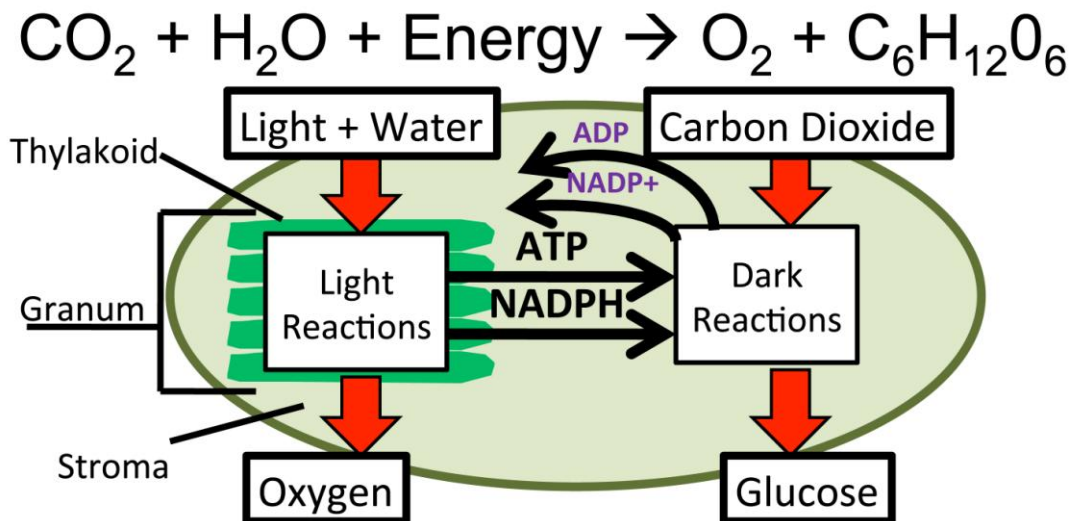 CO₂ + H₂O + Energy → O₂ + C₆H₁₂0₆
Light + Water
Carbon Dioxide
ADP
NADP+
Thylakoid
ATP
NADPH
Light
Reactions
Dark
Reactions
Granum
Stroma
Oxygen
Glucose